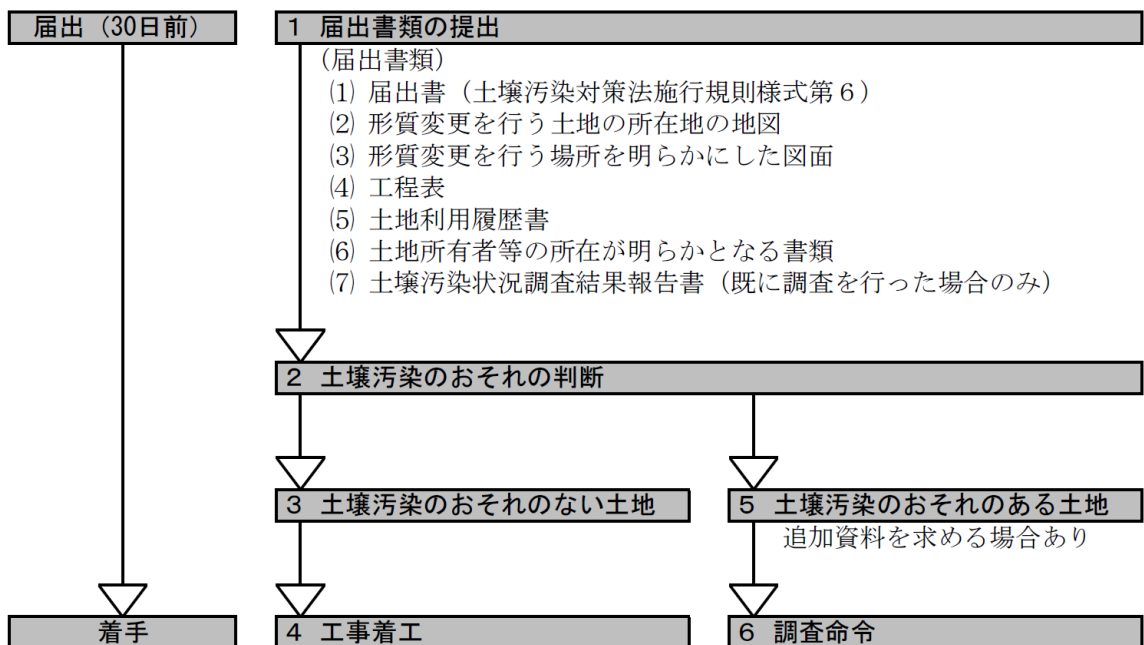 届出（30日前）
1 届出書類の提出
（届出書類）
⑴ 届出書（土壌汚染対策法施行規則様式第６）
⑵ 形質変更を行う土地の所在地の地図
⑶ 形質変更を行う場所を明らかにした図面
⑷ 工程表
⑸ 土地利用履歴書
⑹ 土地所有者等の所在が明らかとなる書類
⑺ 土壌汚染状況調査結果報告書（既に調査を行った場合のみ）
2 土壌汚染のおそれの判断
3 土壌汚染のおそれのない土地
5 土壌汚染のおそれのある土地
追加資料を求める場合あり
着手
4 工事着工
6 調査命令